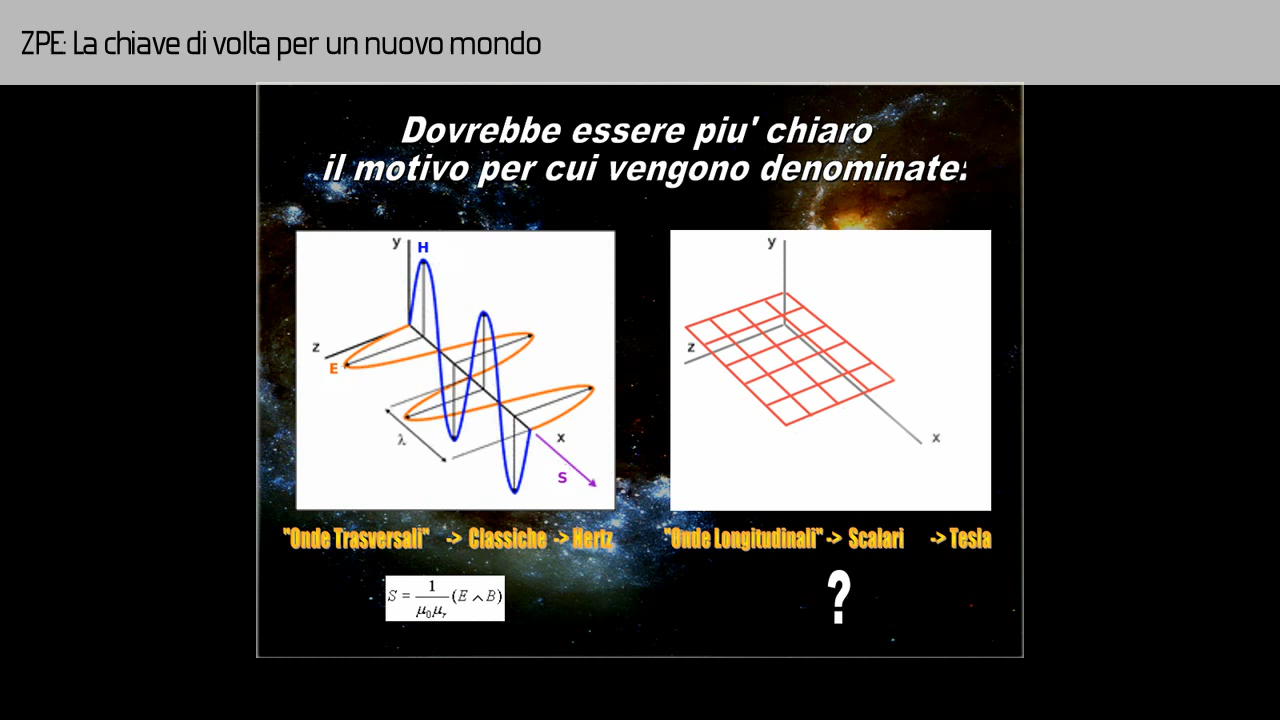 ZPE: La chiave di volta per un nuovo mondo
Dovrebbe essere piu' chiaro
il motivo per cui vengono denominate:
y
H
z
E
λ
x
S
y
z
x
"Onde Trasversali" -> Classiche -> Hertz
"Onde Longitudinali" -> Scalari -> Tesla
S = 1/μ₀μᵣ (E ∧ B)
?